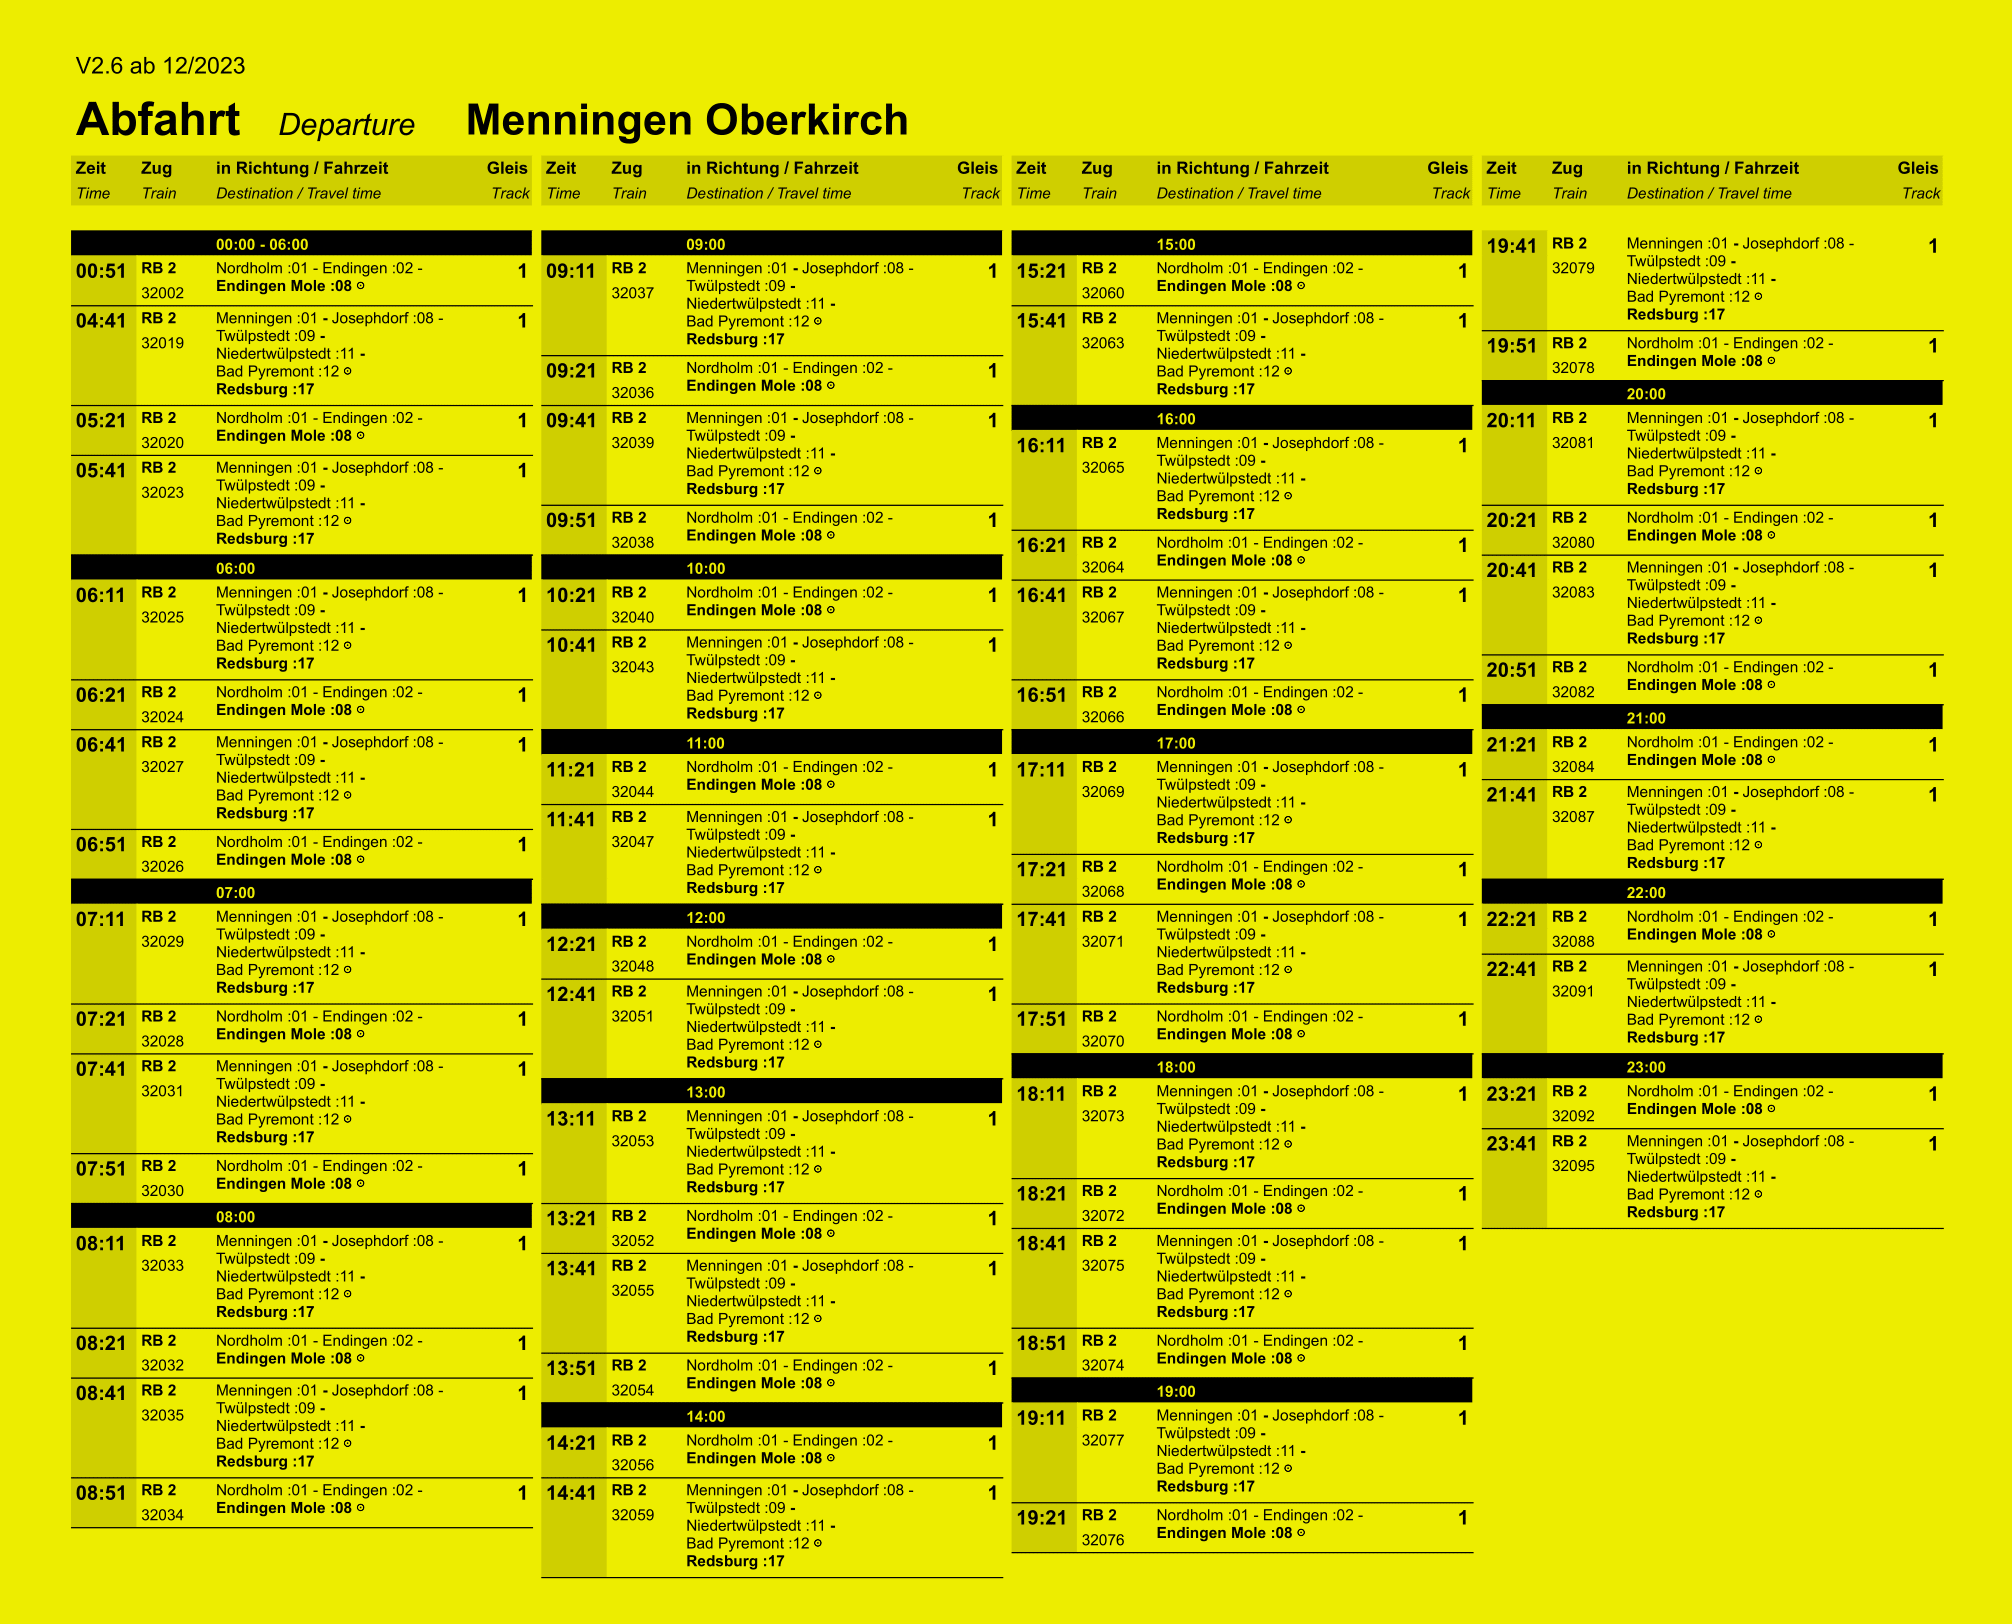 V2.6 ab 12/2023
Abfahrt Departure Menningen Oberkirch
Zeit Zug in Richtung / Fahrzeit Gleis
Time Train Destination / Travel time Track
00:00 - 06:00
00:51 RB 2 Nordholm :01 - Endingen :02 - 1
32002 Endingen Mole :08 ⊙
04:41 RB 2 Menningen :01 - Josephdorf :08 - 1
32019 Twülpstedt :09 -
Niedertwülpstedt :11 -
Bad Pyremont :12 ⊙
Redsburg :17
05:21 RB 2 Nordholm :01 - Endingen :02 - 1
32020 Endingen Mole :08 ⊙
05:41 RB 2 Menningen :01 - Josephdorf :08 - 1
32023 Twülpstedt :09 -
Niedertwülpstedt :11 -
Bad Pyremont :12 ⊙
Redsburg :17
06:00
06:11 RB 2 Menningen :01 - Josephdorf :08 - 1
32025 Twülpstedt :09 -
Niedertwülpstedt :11 -
Bad Pyremont :12 ⊙
Redsburg :17
06:21 RB 2 Nordholm :01 - Endingen :02 - 1
32024 Endingen Mole :08 ⊙
06:41 RB 2 Menningen :01 - Josephdorf :08 - 1
32027 Twülpstedt :09 -
Niedertwülpstedt :11 -
Bad Pyremont :12 ⊙
Redsburg :17
06:51 RB 2 Nordholm :01 - Endingen :02 - 1
32026 Endingen Mole :08 ⊙
07:00
07:11 RB 2 Menningen :01 - Josephdorf :08 - 1
32029 Twülpstedt :09 -
Niedertwülpstedt :11 -
Bad Pyremont :12 ⊙
Redsburg :17
07:21 RB 2 Nordholm :01 - Endingen :02 - 1
32028 Endingen Mole :08 ⊙
07:41 RB 2 Menningen :01 - Josephdorf :08 - 1
32031 Twülpstedt :09 -
Niedertwülpstedt :11 -
Bad Pyremont :12 ⊙
Redsburg :17
07:51 RB 2 Nordholm :01 - Endingen :02 - 1
32030 Endingen Mole :08 ⊙
08:00
08:11 RB 2 Menningen :01 - Josephdorf :08 - 1
32033 Twülpstedt :09 -
Niedertwülpstedt :11 -
Bad Pyremont :12 ⊙
Redsburg :17
08:21 RB 2 Nordholm :01 - Endingen :02 - 1
32032 Endingen Mole :08 ⊙
08:41 RB 2 Menningen :01 - Josephdorf :08 - 1
32035 Twülpstedt :09 -
Niedertwülpstedt :11 -
Bad Pyremont :12 ⊙
Redsburg :17
08:51 RB 2 Nordholm :01 - Endingen :02 - 1
32034 Endingen Mole :08 ⊙
Zeit Zug in Richtung / Fahrzeit Gleis
Time Train Destination / Travel time Track
09:00
09:11 RB 2 Menningen :01 - Josephdorf :08 - 1
32037 Twülpstedt :09 -
Niedertwülpstedt :11 -
Bad Pyremont :12 ⊙
Redsburg :17
09:21 RB 2 Nordholm :01 - Endingen :02 - 1
32036 Endingen Mole :08 ⊙
09:41 RB 2 Menningen :01 - Josephdorf :08 - 1
32039 Twülpstedt :09 -
Niedertwülpstedt :11 -
Bad Pyremont :12 ⊙
Redsburg :17
09:51 RB 2 Nordholm :01 - Endingen :02 - 1
32038 Endingen Mole :08 ⊙
10:00
10:21 RB 2 Nordholm :01 - Endingen :02 - 1
32040 Endingen Mole :08 ⊙
10:41 RB 2 Menningen :01 - Josephdorf :08 - 1
32043 Twülpstedt :09 -
Niedertwülpstedt :11 -
Bad Pyremont :12 ⊙
Redsburg :17
11:00
11:21 RB 2 Nordholm :01 - Endingen :02 - 1
32044 Endingen Mole :08 ⊙
11:41 RB 2 Menningen :01 - Josephdorf :08 - 1
32047 Twülpstedt :09 -
Niedertwülpstedt :11 -
Bad Pyremont :12 ⊙
Redsburg :17
12:00
12:21 RB 2 Nordholm :01 - Endingen :02 - 1
32048 Endingen Mole :08 ⊙
12:41 RB 2 Menningen :01 - Josephdorf :08 - 1
32051 Twülpstedt :09 -
Niedertwülpstedt :11 -
Bad Pyremont :12 ⊙
Redsburg :17
13:00
13:11 RB 2 Menningen :01 - Josephdorf :08 - 1
32053 Twülpstedt :09 -
Niedertwülpstedt :11 -
Bad Pyremont :12 ⊙
Redsburg :17
13:21 RB 2 Nordholm :01 - Endingen :02 - 1
32052 Endingen Mole :08 ⊙
13:41 RB 2 Menningen :01 - Josephdorf :08 - 1
32055 Twülpstedt :09 -
Niedertwülpstedt :11 -
Bad Pyremont :12 ⊙
Redsburg :17
13:51 RB 2 Nordholm :01 - Endingen :02 - 1
32054 Endingen Mole :08 ⊙
14:00
14:21 RB 2 Nordholm :01 - Endingen :02 - 1
32056 Endingen Mole :08 ⊙
14:41 RB 2 Menningen :01 - Josephdorf :08 - 1
32059 Twülpstedt :09 -
Niedertwülpstedt :11 -
Bad Pyremont :12 ⊙
Redsburg :17
Zeit Zug in Richtung / Fahrzeit Gleis
Time Train Destination / Travel time Track
15:00
15:21 RB 2 Nordholm :01 - Endingen :02 - 1
32060 Endingen Mole :08 ⊙
15:41 RB 2 Menningen :01 - Josephdorf :08 - 1
32063 Twülpstedt :09 -
Niedertwülpstedt :11 -
Bad Pyremont :12 ⊙
Redsburg :17
16:00
16:11 RB 2 Menningen :01 - Josephdorf :08 - 1
32065 Twülpstedt :09 -
Niedertwülpstedt :11 -
Bad Pyremont :12 ⊙
Redsburg :17
16:21 RB 2 Nordholm :01 - Endingen :02 - 1
32064 Endingen Mole :08 ⊙
16:41 RB 2 Menningen :01 - Josephdorf :08 - 1
32067 Twülpstedt :09 -
Niedertwülpstedt :11 -
Bad Pyremont :12 ⊙
Redsburg :17
16:51 RB 2 Nordholm :01 - Endingen :02 - 1
32066 Endingen Mole :08 ⊙
17:00
17:11 RB 2 Menningen :01 - Josephdorf :08 - 1
32069 Twülpstedt :09 -
Niedertwülpstedt :11 -
Bad Pyremont :12 ⊙
Redsburg :17
17:21 RB 2 Nordholm :01 - Endingen :02 - 1
32068 Endingen Mole :08 ⊙
17:41 RB 2 Menningen :01 - Josephdorf :08 - 1
32071 Twülpstedt :09 -
Niedertwülpstedt :11 -
Bad Pyremont :12 ⊙
Redsburg :17
17:51 RB 2 Nordholm :01 - Endingen :02 - 1
32070 Endingen Mole :08 ⊙
18:00
18:11 RB 2 Menningen :01 - Josephdorf :08 - 1
32073 Twülpstedt :09 -
Niedertwülpstedt :11 -
Bad Pyremont :12 ⊙
Redsburg :17
18:21 RB 2 Nordholm :01 - Endingen :02 - 1
32072 Endingen Mole :08 ⊙
18:41 RB 2 Menningen :01 - Josephdorf :08 - 1
32075 Twülpstedt :09 -
Niedertwülpstedt :11 -
Bad Pyremont :12 ⊙
Redsburg :17
18:51 RB 2 Nordholm :01 - Endingen :02 - 1
32074 Endingen Mole :08 ⊙
19:00
19:11 RB 2 Menningen :01 - Josephdorf :08 - 1
32077 Twülpstedt :09 -
Niedertwülpstedt :11 -
Bad Pyremont :12 ⊙
Redsburg :17
19:21 RB 2 Nordholm :01 - Endingen :02 - 1
32076 Endingen Mole :08 ⊙
Zeit Zug in Richtung / Fahrzeit Gleis
Time Train Destination / Travel time Track
19:41 RB 2 Menningen :01 - Josephdorf :08 - 1
32079 Twülpstedt :09 -
Niedertwülpstedt :11 -
Bad Pyremont :12 ⊙
Redsburg :17
19:51 RB 2 Nordholm :01 - Endingen :02 - 1
32078 Endingen Mole :08 ⊙
20:00
20:11 RB 2 Menningen :01 - Josephdorf :08 - 1
32081 Twülpstedt :09 -
Niedertwülpstedt :11 -
Bad Pyremont :12 ⊙
Redsburg :17
20:21 RB 2 Nordholm :01 - Endingen :02 - 1
32080 Endingen Mole :08 ⊙
20:41 RB 2 Menningen :01 - Josephdorf :08 - 1
32083 Twülpstedt :09 -
Niedertwülpstedt :11 -
Bad Pyremont :12 ⊙
Redsburg :17
20:51 RB 2 Nordholm :01 - Endingen :02 - 1
32082 Endingen Mole :08 ⊙
21:00
21:21 RB 2 Nordholm :01 - Endingen :02 - 1
32084 Endingen Mole :08 ⊙
21:41 RB 2 Menningen :01 - Josephdorf :08 - 1
32087 Twülpstedt :09 -
Niedertwülpstedt :11 -
Bad Pyremont :12 ⊙
Redsburg :17
22:00
22:21 RB 2 Nordholm :01 - Endingen :02 - 1
32088 Endingen Mole :08 ⊙
22:41 RB 2 Menningen :01 - Josephdorf :08 - 1
32091 Twülpstedt :09 -
Niedertwülpstedt :11 -
Bad Pyremont :12 ⊙
Redsburg :17
23:00
23:21 RB 2 Nordholm :01 - Endingen :02 - 1
32092 Endingen Mole :08 ⊙
23:41 RB 2 Menningen :01 - Josephdorf :08 - 1
32095 Twülpstedt :09 -
Niedertwülpstedt :11 -
Bad Pyremont :12 ⊙
Redsburg :17